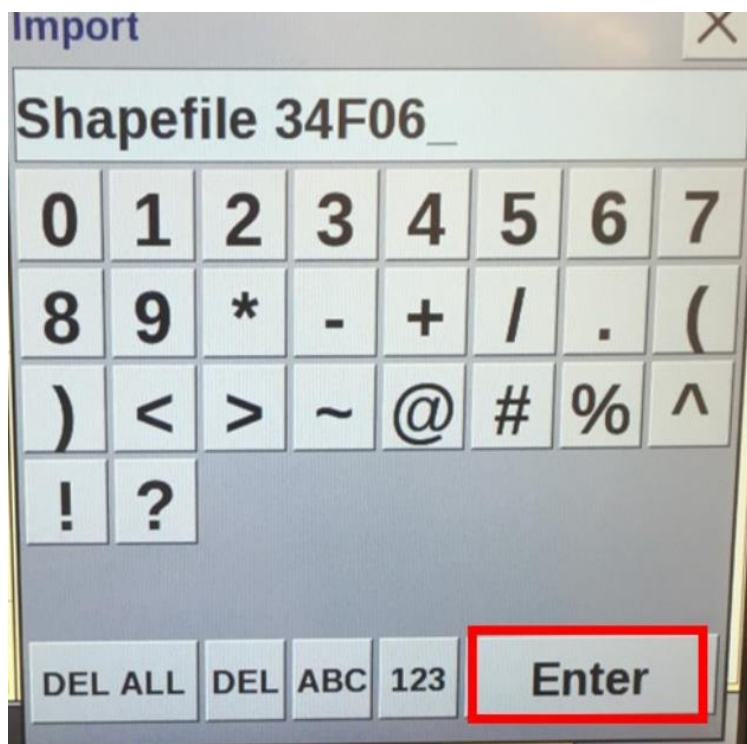 Import
Shapefile 34F06_
0 1 2 3 4 5 6 7
8 9 * - + / . (
) < > ~ @ # % ^
! ?
DEL ALL DEL ABC 123 Enter